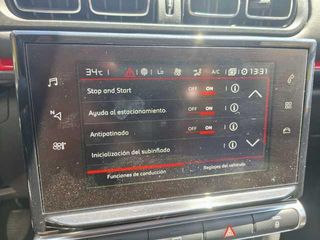 34°C LO A/C 13:31
Stop and Start OFF ON
Ayuda al estacionamiento. OFF ON
Antipatinado OFF ON
Inicialización del subinflado
Funciones de conducción Reglajes del vehículo
N